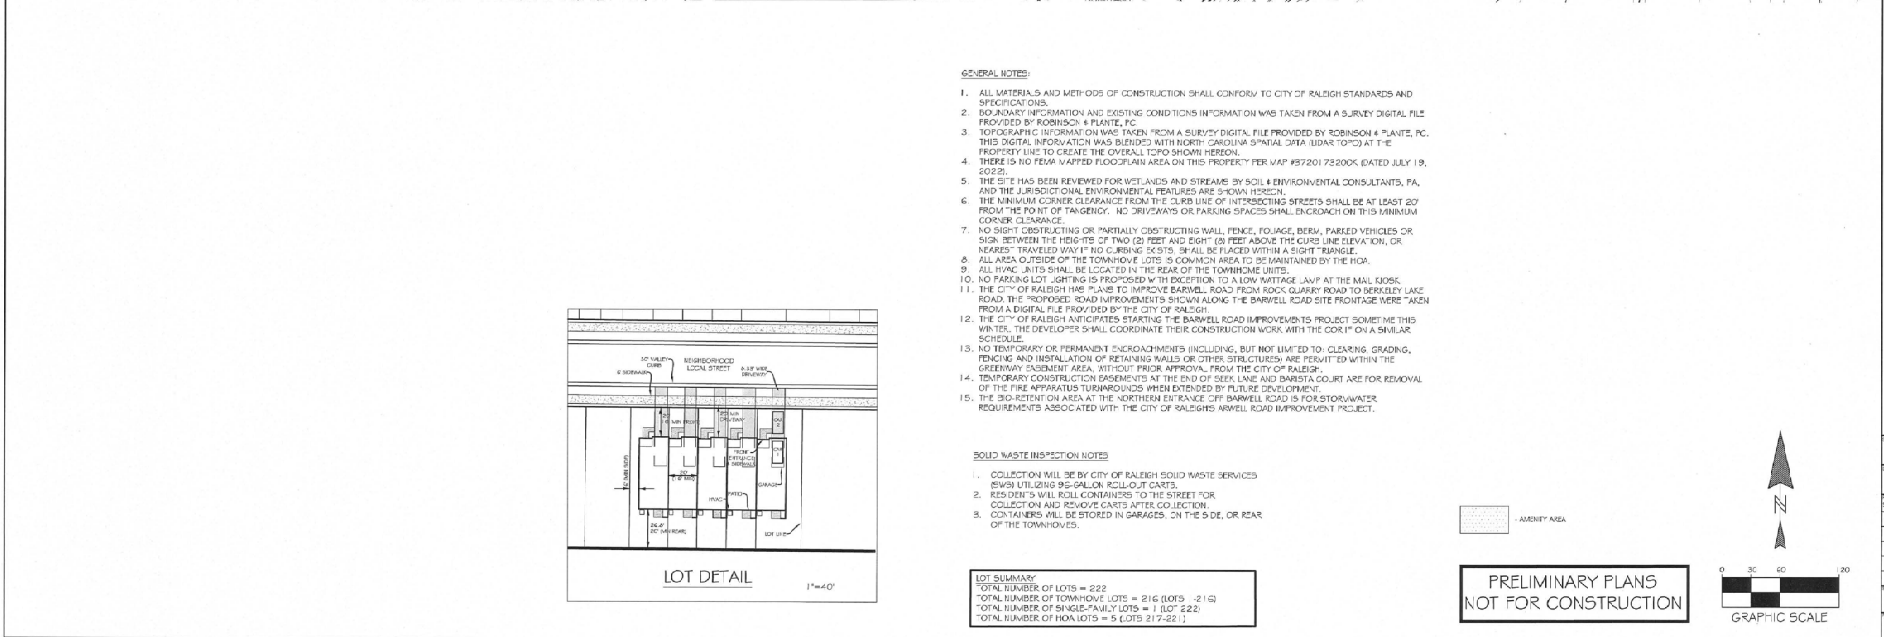 GENERAL NOTES:
1. ALL MATERIALS AND METHODS OF CONSTRUCTION SHALL CONFORM TO CITY OF RALEIGH STANDARDS AND
SPECIFICATIONS.
2. BOUNDARY INFORMATION AND EXISTING CONDITIONS INFORMATION WAS TAKEN FROM A SURVEY DIGITAL FILE
PROVIDED BY ROBINSON & PLANTE, PC.
3. TOPOGRAPHIC INFORMATION WAS TAKEN FROM A SURVEY DIGITAL FILE PROVIDED BY ROBINSON & PLANTE, PC.
THIS DIGITAL INFORMATION WAS BLENDED WITH NORTH CAROLINA SPATIAL DATA (LIDAR TOPO) AT THE
PROPERTY LINE TO CREATE THE OVERALL TOPO SHOWN HEREON.
4. THERE IS NO FEMA MAPPED FLOODPLAIN AREA ON THIS PROPERTY PER MAP #3720173200K (DATED JULY 19,
2022).
5. THE SITE HAS BEEN REVIEWED FOR WETLANDS AND STREAMS BY SOIL & ENVIRONMENTAL CONSULTANTS, PA,
AND THE JURISDICTIONAL ENVIRONMENTAL FEATURES ARE SHOWN HEREON.
6. THE MINIMUM CORNER CLEARANCE FROM THE CURB LINE OF INTERSECTING STREETS SHALL BE AT LEAST 20'
FROM THE POINT OF TANGENCY. NO DRIVEWAYS OR PARKING SPACES SHALL ENCROACH ON THIS MINIMUM
CORNER CLEARANCE.
7. NO SIGHT OBSTRUCTING OR PARTIALLY OBSTRUCTING WALL, FENCE, FOLIAGE, BERM, PARKED VEHICLES OR
SIGN BETWEEN THE HEIGHTS OF TWO (2) FEET AND EIGHT (8) FEET ABOVE THE CURB LINE ELEVATION, OR
NEAREST TRAVELED WAY IF NO CURBING EXISTS, SHALL BE PLACED WITHIN A SIGHT TRIANGLE.
8. ALL AREA OUTSIDE OF THE TOWNHOME LOTS IS COMMON AREA TO BE MAINTAINED BY THE HOA.
9. ALL HVAC UNITS SHALL BE LOCATED IN THE REAR OF THE TOWNHOME UNITS.
10. NO PARKING LOT LIGHTING IS PROPOSED WITH EXCEPTION TO A LOW WATTAGE LAMP AT THE MAIL KIOSK.
11. THE CITY OF RALEIGH HAS PLANS TO IMPROVE BARWELL ROAD FROM ROCK QUARRY ROAD TO BERKELEY LAKE
ROAD. THE PROPOSED ROAD IMPROVEMENTS SHOWN ALONG THE BARWELL ROAD SITE FRONTAGE WERE TAKEN
FROM A DIGITAL FILE PROVIDED BY THE CITY OF RALEIGH.
12. THE CITY OF RALEIGH ANTICIPATES STARTING THE BARWELL ROAD IMPROVEMENTS PROJECT SOMETIME THIS
WINTER. THE DEVELOPER SHALL COORDINATE THEIR CONSTRUCTION WORK WITH THE COR IF ON A SIMILAR
SCHEDULE.
13. NO TEMPORARY OR PERMANENT ENCROACHMENTS (INCLUDING, BUT NOT LIMITED TO: CLEARING, GRADING,
FENCING AND INSTALLATION OF RETAINING WALLS OR OTHER STRUCTURES) ARE PERMITTED WITHIN THE
GREENWAY EASEMENT AREA, WITHOUT PRIOR APPROVAL FROM THE CITY OF RALEIGH.
14. TEMPORARY CONSTRUCTION EASEMENTS AT THE END OF SEEK LANE AND BARISTA COURT ARE FOR REMOVAL
OF THE FIRE APPARATUS TURNAROUNDS WHEN EXTENDED BY FUTURE DEVELOPMENT.
15. THE BIO-RETENTION AREA AT THE NORTHERN ENTRANCE OFF BARWELL ROAD IS FOR STORMWATER
REQUIREMENTS ASSOCIATED WITH THE CITY OF RALEIGHS ARWELL ROAD IMPROVEMENT PROJECT.
SOLID WASTE INSPECTION NOTES
1. COLLECTION WILL BE BY CITY OF RALEIGH SOLID WASTE SERVICES
(SWS) UTILIZING 96-GALLON ROLL-OUT CARTS.
2. RESIDENTS WILL ROLL CONTAINERS TO THE STREET FOR
COLLECTION AND REMOVE CARTS AFTER COLLECTION.
3. CONTAINERS WILL BE STORED IN GARAGES, ON THE SIDE, OR REAR
OF THE TOWNHOMES.
LOT SUMMARY
TOTAL NUMBER OF LOTS = 222
TOTAL NUMBER OF TOWNHOME LOTS = 216 (LOTS -216)
TOTAL NUMBER OF SINGLE-FAMILY LOTS = 1 (LOT 222)
TOTAL NUMBER OF HOA LOTS = 5 (LOTS 217-221)
30" VALLEY
CURB
NEIGHBORHOOD
LOCAL STREET
6' SIDEWALK
DRIVEWAY
FRONT
GARAGE
PATIO
HVAC
LOT LINE
20' (MIN REAR)
LOT DETAIL
1"=40'
- AMENITY AREA
PRELIMINARY PLANS
NOT FOR CONSTRUCTION
N
0 30 60 120
GRAPHIC SCALE